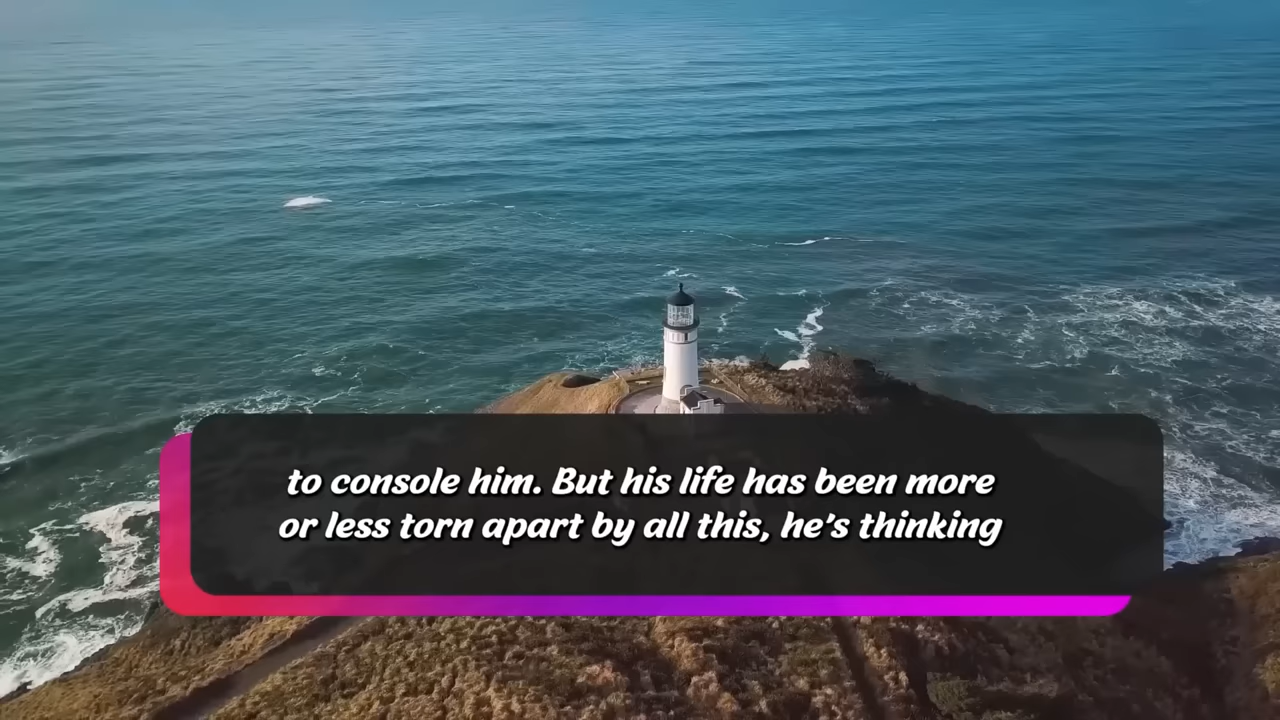 to console him. But his life has been more
or less torn apart by all this, he's thinking